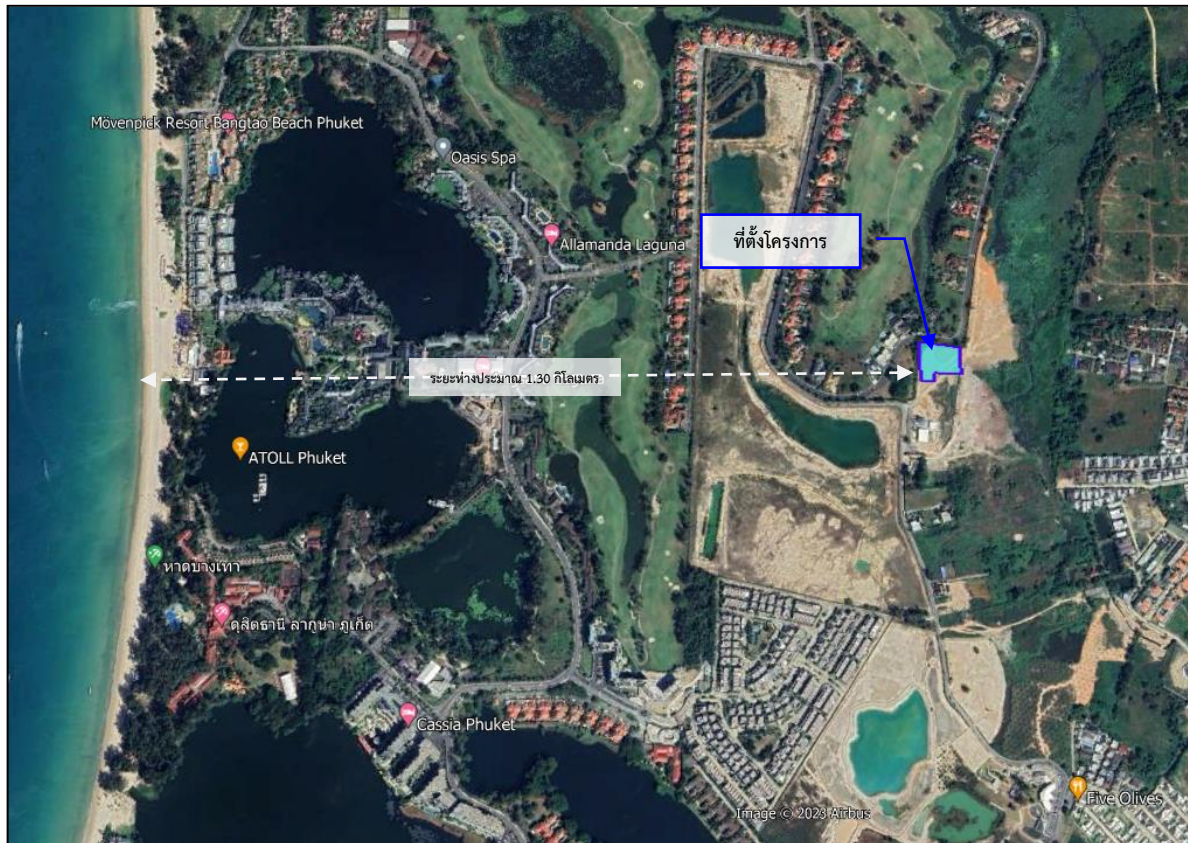 Mövenpick Resort Bangtao Beach Phuket
Oasis Spa
Allamanda Laguna
ที่ตั้งโครงการ
ระยะห่างประมาณ 1.30 กิโลเมตร
ATOLL Phuket
หาดบางเทา
ดุสิตธานี ลากูน่า ภูเก็ต
Cassia Phuket
Image © 2023 Airbus
Five Olives